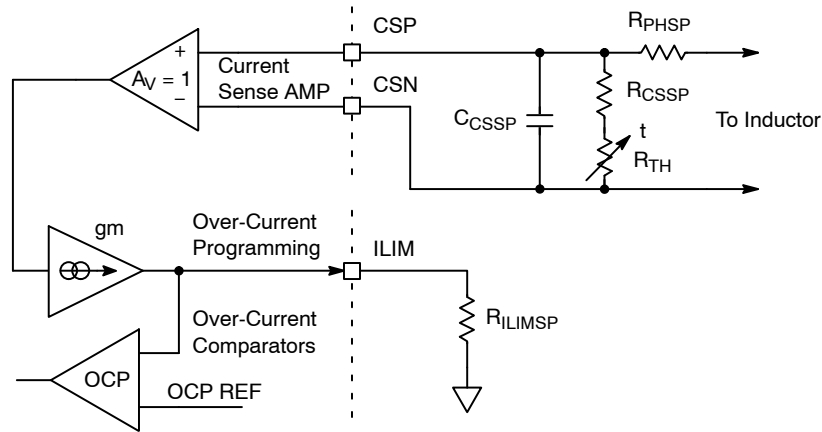 CSP
R_PHSP
+
A_V = 1
−
Current
Sense AMP
CSN
C_CSSP
R_CSSP
t
R_TH
To Inductor
gm
Over-Current
Programming
ILIM
R_ILIMSP
Over-Current
Comparators
OCP
OCP REF